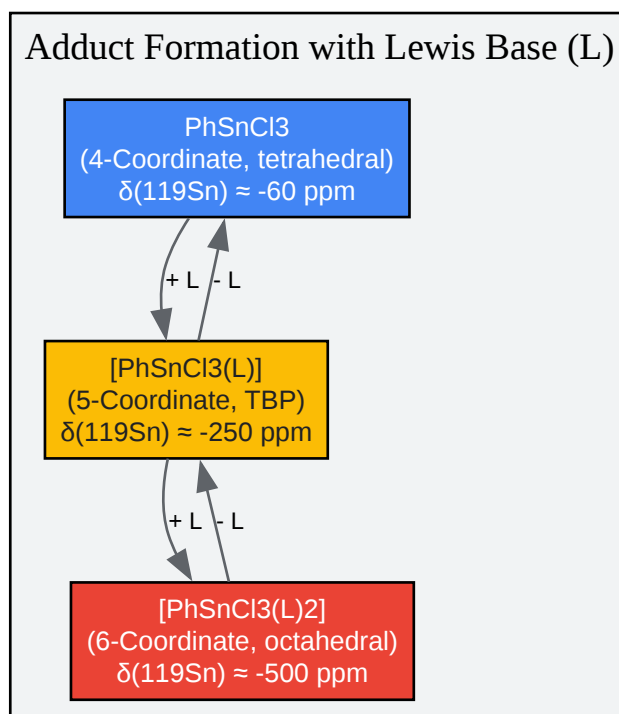 Adduct Formation with Lewis Base (L)
PhSnCl3
(4-Coordinate, tetrahedral)
δ(119Sn) ≈ -60 ppm
+ L - L
[PhSnCl3(L)]
(5-Coordinate, TBP)
δ(119Sn) ≈ -250 ppm
+ L - L
[PhSnCl3(L)2]
(6-Coordinate, octahedral)
δ(119Sn) ≈ -500 ppm